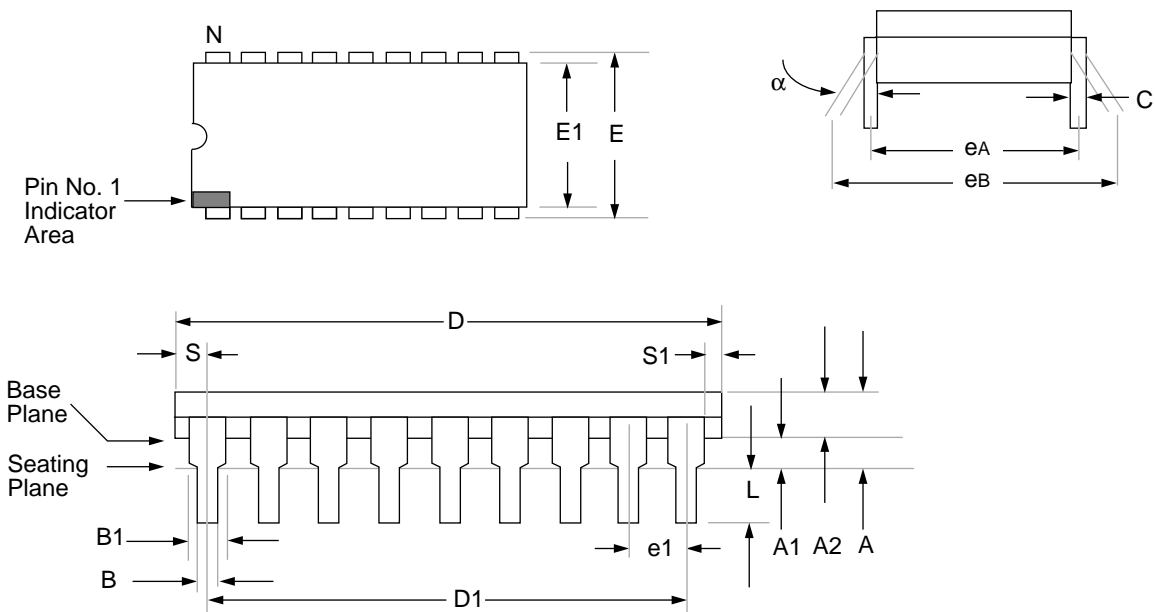 N
E1
E
Pin No. 1
Indicator
Area
α
C
eA
eB
D
S
S1
Base
Plane
Seating
Plane
L
B1
B
e1
A1
A2
A
D1